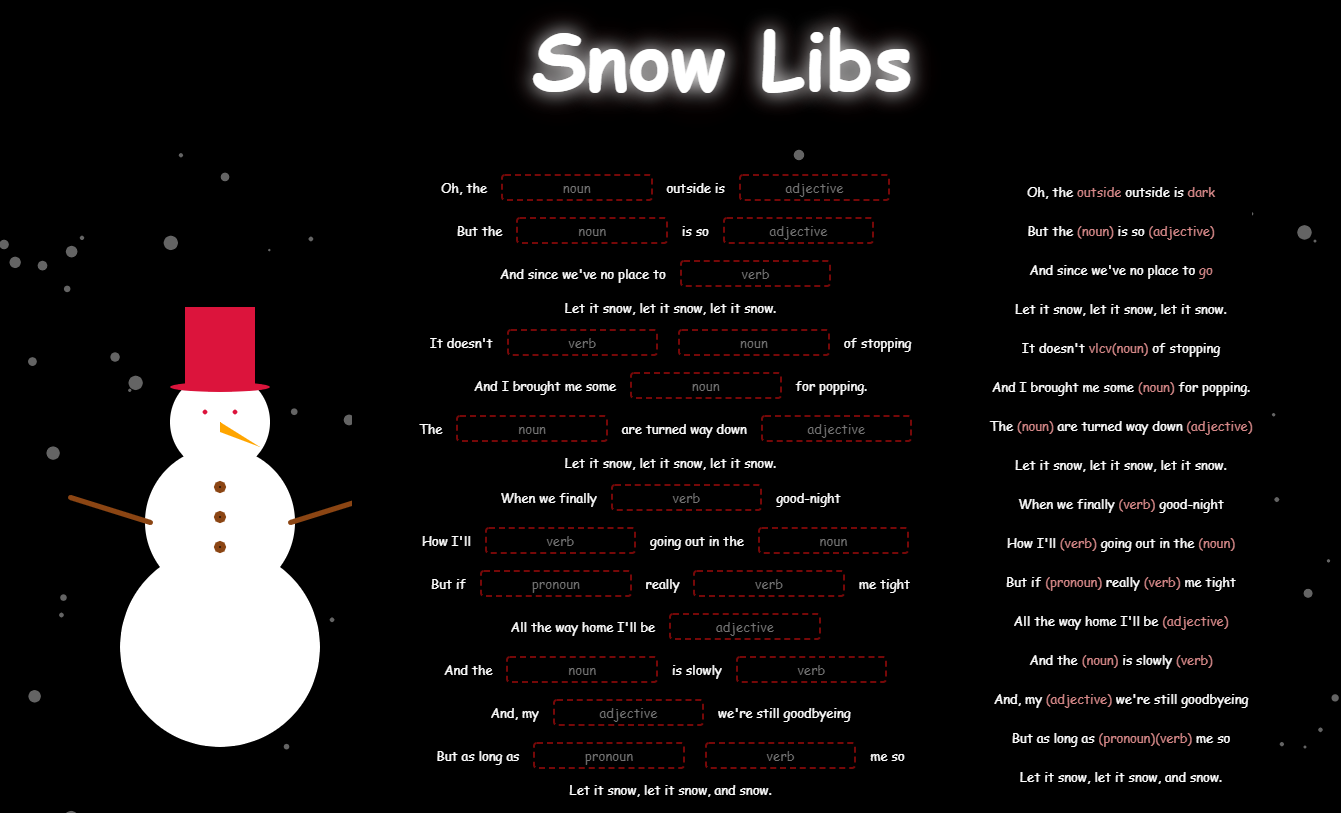 Snow Libs
Oh, the noun outside is adjective
But the noun is so adjective
And since we've no place to verb
Let it snow, let it snow, let it snow.
It doesn't verb noun of stopping
And I brought me some noun for popping.
The noun are turned way down adjective
Let it snow, let it snow, let it snow.
When we finally verb good-night
How I'll verb going out in the noun
But if pronoun really verb me tight
All the way home I'll be adjective
And the noun is slowly verb
And, my adjective we're still goodbyeing
But as long as pronoun verb me so
Let it snow, let it snow, and snow.
Oh, the outside outside is dark
But the (noun) is so (adjective)
And since we've no place to go
Let it snow, let it snow, let it snow.
It doesn't vlcv(noun) of stopping
And I brought me some (noun) for popping.
The (noun) are turned way down (adjective)
Let it snow, let it snow, let it snow.
When we finally (verb) good-night
How I'll (verb) going out in the (noun)
But if (pronoun) really (verb) me tight
All the way home I'll be (adjective)
And the (noun) is slowly (verb)
And, my (adjective) we're still goodbyeing
But as long as (pronoun)(verb) me so
Let it snow, let it snow, and snow.